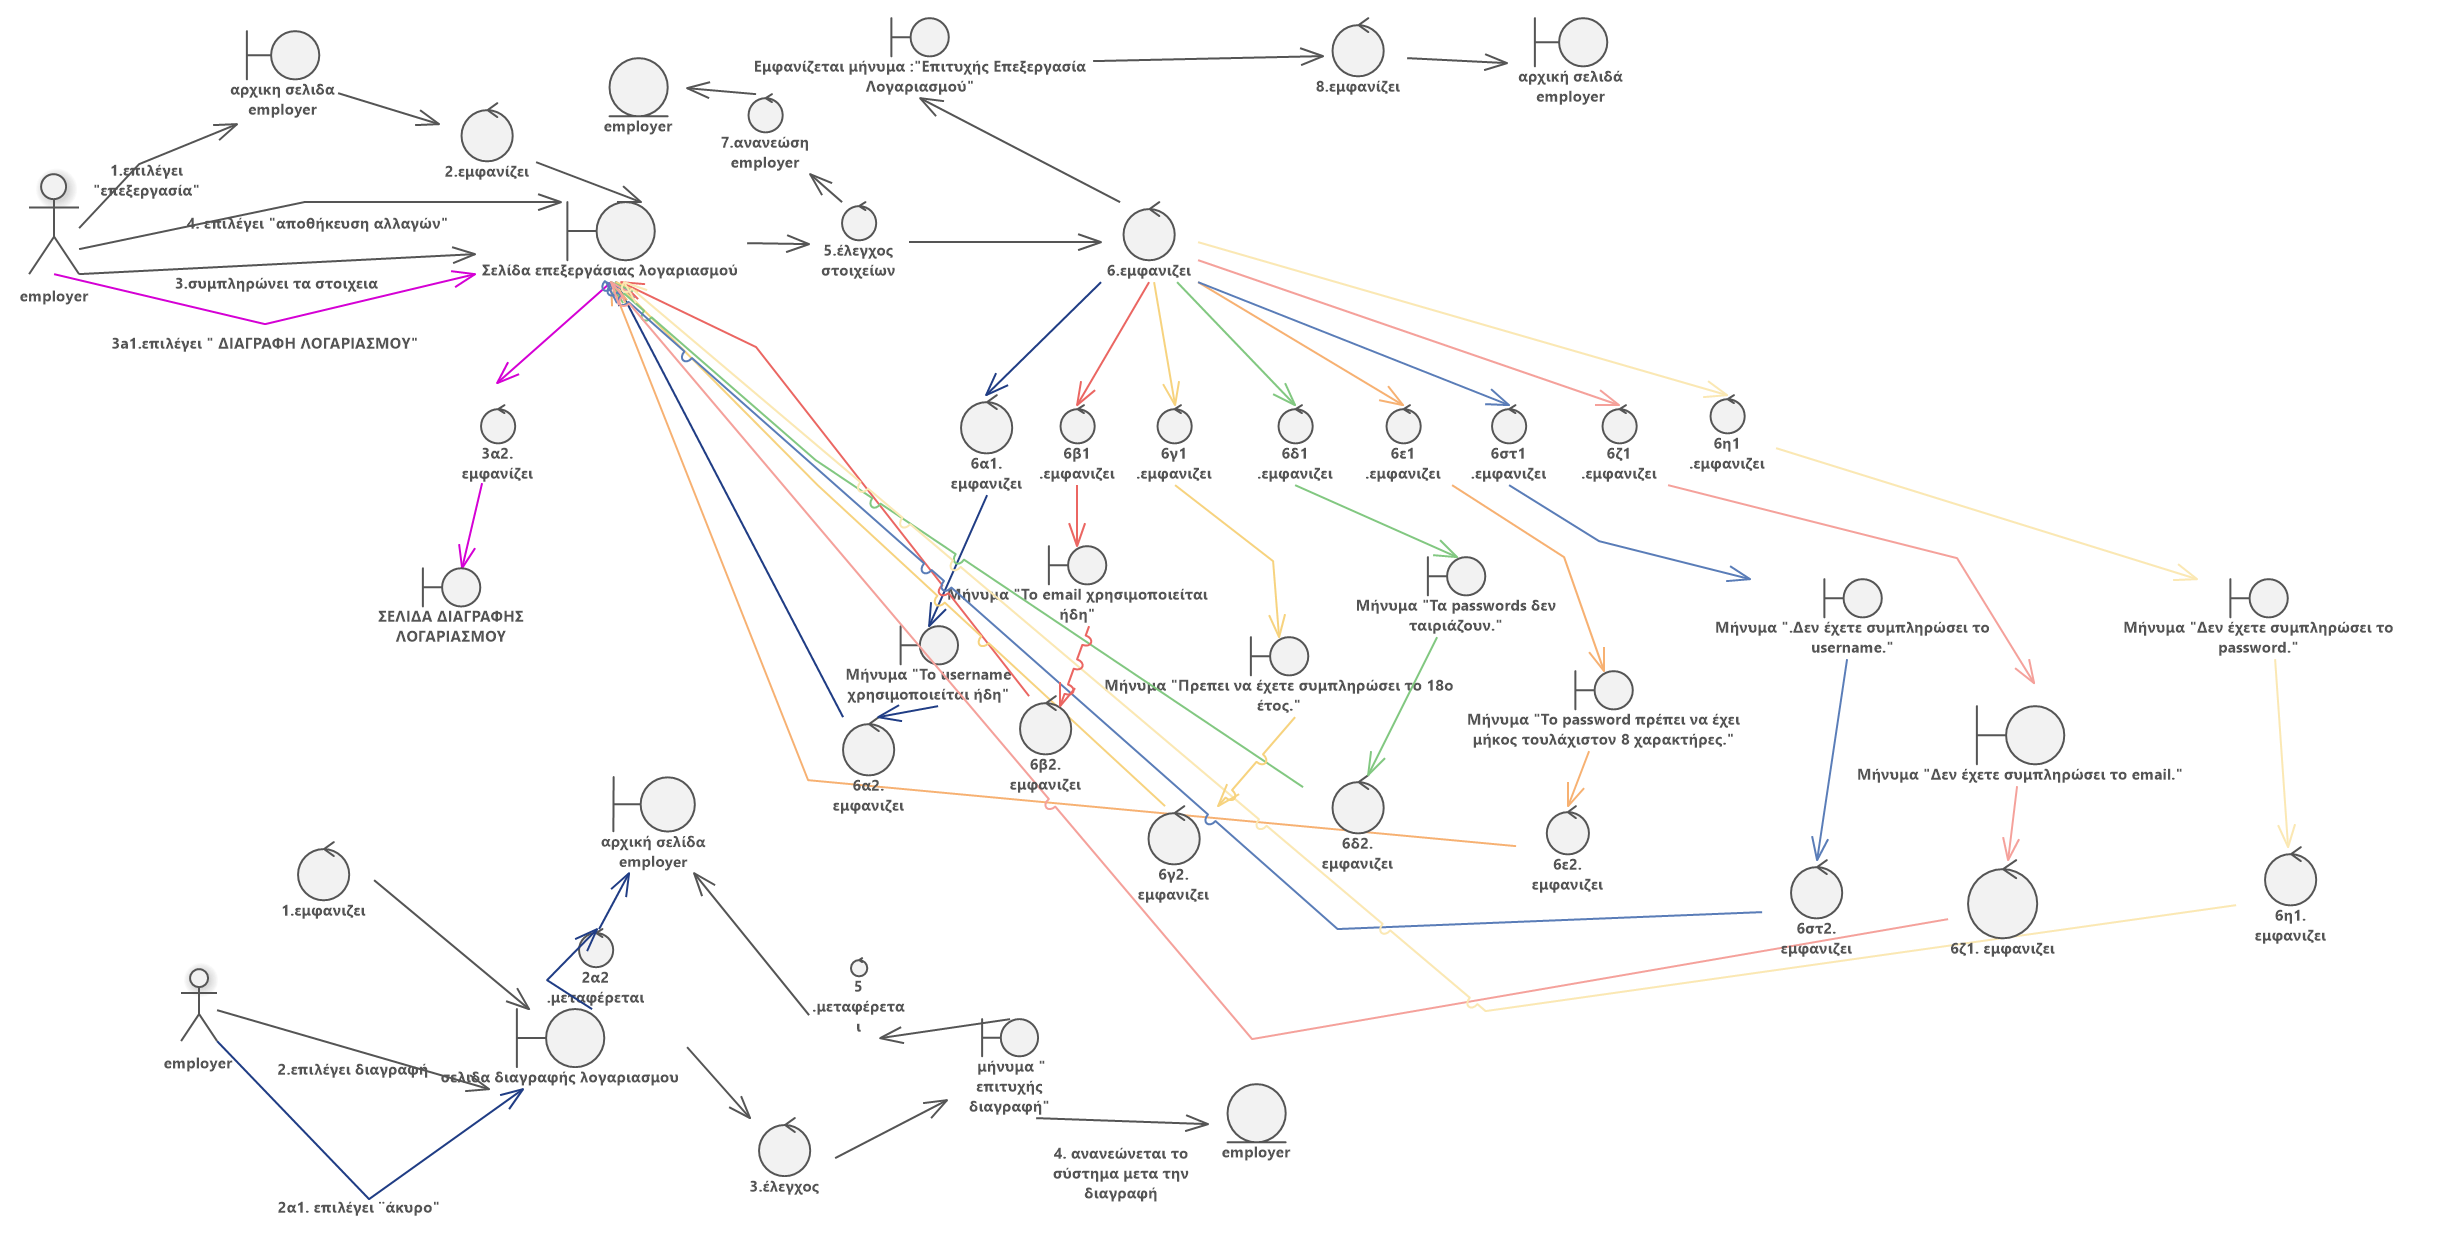 αρχικη σελιδα
employer
1.επιλέγει
"επεξεργασία"
2.εμφανίζει
employer
7.ανανεώση
employer
Εμφανίζεται μήνυμα :"Επιτυχής Επεξεργασία
Λογαριασμού"
8.εμφανίζει
αρχική σελιδά
employer
employer
4. επιλέγει "αποθήκευση αλλαγών"
3.συμπληρώνει τα στοιχεια
3a1.επιλέγει " ΔΙΑΓΡΑΦΗ ΛΟΓΑΡΙΑΣΜΟΥ"
Σελίδα επεξεργάσιας λογαριασμού
5.έλεγχος
στοιχείων
6.εμφανιζει
3α2.
εμφανίζει
ΣΕΛΙΔΑ ΔΙΑΓΡΑΦΗΣ
ΛΟΓΑΡΙΑΣΜΟΥ
6α1.
εμφανιζει
6β1
.εμφανιζει
6γ1
.εμφανιζει
6δ1
.εμφανιζει
6ε1
.εμφανιζει
6στ1
.εμφανιζει
6ζ1
.εμφανιζει
6η1
.εμφανιζει
Μήνυμα "Το email χρησιμοποιείται
ήδη"
Μήνυμα "Το username
χρησιμοποιείται ήδη"
Μήνυμα "Πρεπει να έχετε συμπληρώσει το 18ο
έτος."
Μήνυμα "Τα passwords δεν
ταιριάζουν."
Μήνυμα "Το password πρέπει να έχει
μήκος τουλάχιστον 8 χαρακτήρες."
Μήνυμα ".Δεν έχετε συμπληρώσει το
username."
Μήνυμα "Δεν έχετε συμπληρώσει το email."
Μήνυμα "Δεν έχετε συμπληρώσει το
password."
6α2.
εμφανιζει
6β2.
εμφανιζει
6γ2.
εμφανιζει
6δ2.
εμφανιζει
6ε2.
εμφανιζει
6στ2.
εμφανιζει
6ζ1. εμφανιζει
6η1.
εμφανιζει
αρχική σελίδα
employer
1.εμφανιζει
2α2
.μεταφέρεται
employer
2.επιλέγει διαγραφή
σελιδα διαγραφής λογαριασμου
2α1. επιλέγει ¨άκυρο"
3.έλεγχος
5
.μεταφέρετα
ι
μήνυμα "
επιτυχής
διαγραφή"
4. ανανεώνεται το
σύστημα μετα την
διαγραφή
employer